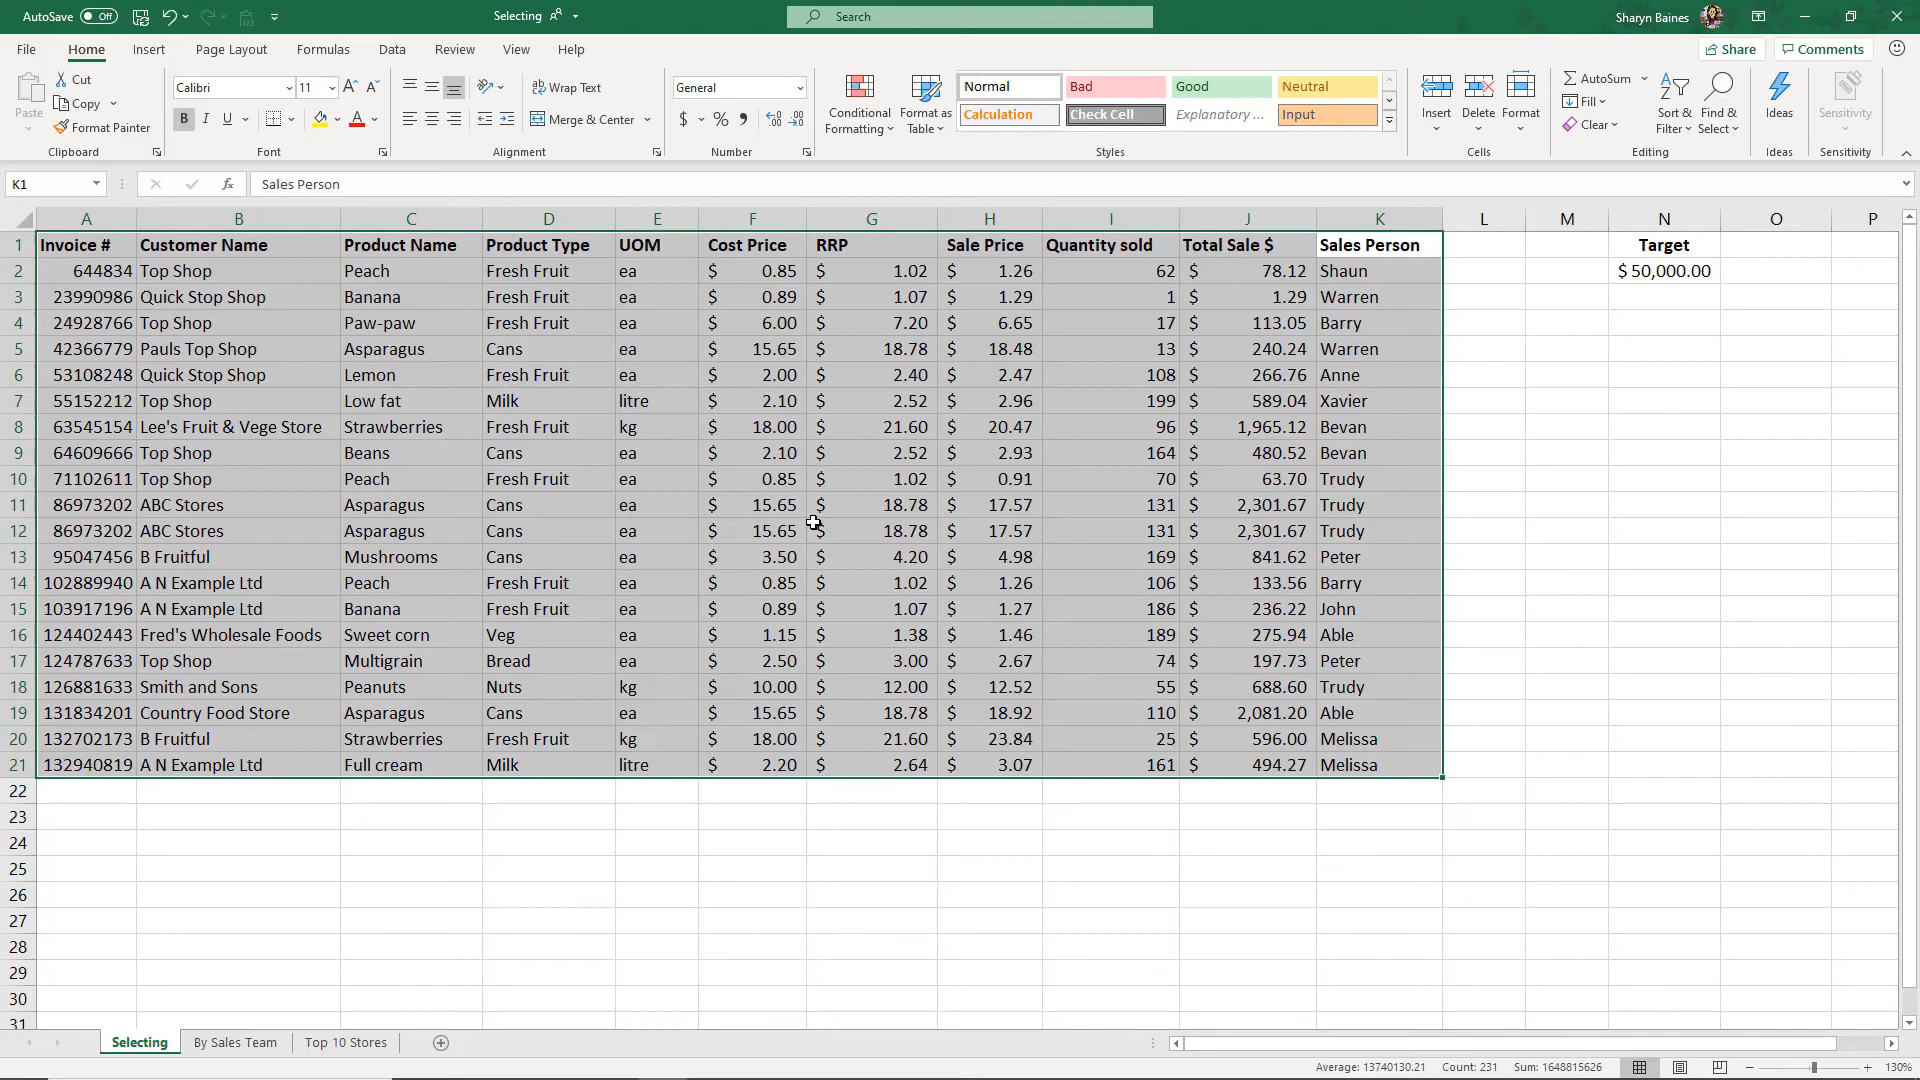 AutoSave Off Selecting Search Sharyn Baines
File Home Insert Page Layout Formulas Data Review View Help Share Comments
Paste Cut Copy Format Painter Clipboard
Calibri 11 A A B I U A Font
Wrap Text Merge & Center Alignment
General $ % Number
Conditional Formatting Format as Table
Normal Bad Good Neutral
Calculation Check Cell Explanatory ... Input
Styles
Insert Delete Format Cells
AutoSum Fill Clear Sort & Filter Find & Select Editing
Ideas Ideas
Sensitivity Sensitivity
K1 fx Sales Person
A B C D E F G H I J K L M N O P
1 Invoice # Customer Name Product Name Product Type UOM Cost Price RRP Sale Price Quantity sold Total Sale $ Sales Person Target
2 644834 Top Shop Peach Fresh Fruit ea $ 0.85 $ 1.02 $ 1.26 62 $ 78.12 Shaun $ 50,000.00
3 23990986 Quick Stop Shop Banana Fresh Fruit ea $ 0.89 $ 1.07 $ 1.29 1 $ 1.29 Warren
4 24928766 Top Shop Paw-paw Fresh Fruit ea $ 6.00 $ 7.20 $ 6.65 17 $ 113.05 Barry
5 42366779 Pauls Top Shop Asparagus Cans ea $ 15.65 $ 18.78 $ 18.48 13 $ 240.24 Warren
6 53108248 Quick Stop Shop Lemon Fresh Fruit ea $ 2.00 $ 2.40 $ 2.47 108 $ 266.76 Anne
7 55152212 Top Shop Low fat Milk litre $ 2.10 $ 2.52 $ 2.96 199 $ 589.04 Xavier
8 63545154 Lee's Fruit & Vege Store Strawberries Fresh Fruit kg $ 18.00 $ 21.60 $ 20.47 96 $ 1,965.12 Bevan
9 64609666 Top Shop Beans Cans ea $ 2.10 $ 2.52 $ 2.93 164 $ 480.52 Bevan
10 71102611 Top Shop Peach Fresh Fruit ea $ 0.85 $ 1.02 $ 0.91 70 $ 63.70 Trudy
11 86973202 ABC Stores Asparagus Cans ea $ 15.65 $ 18.78 $ 17.57 131 $ 2,301.67 Trudy
12 86973202 ABC Stores Asparagus Cans ea $ 15.65 $ 18.78 $ 17.57 131 $ 2,301.67 Trudy
13 95047456 B Fruitful Mushrooms Cans ea $ 3.50 $ 4.20 $ 4.98 169 $ 841.62 Peter
14 102889940 A N Example Ltd Peach Fresh Fruit ea $ 0.85 $ 1.02 $ 1.26 106 $ 133.56 Barry
15 103917196 A N Example Ltd Banana Fresh Fruit ea $ 0.89 $ 1.07 $ 1.27 186 $ 236.22 John
16 124402443 Fred's Wholesale Foods Sweet corn Veg ea $ 1.15 $ 1.38 $ 1.46 189 $ 275.94 Able
17 124787633 Top Shop Multigrain Bread ea $ 2.50 $ 3.00 $ 2.67 74 $ 197.73 Peter
18 126881633 Smith and Sons Peanuts Nuts kg $ 10.00 $ 12.00 $ 12.52 55 $ 688.60 Trudy
19 131834201 Country Food Store Asparagus Cans ea $ 15.65 $ 18.78 $ 18.92 110 $ 2,081.20 Able
20 132702173 B Fruitful Strawberries Fresh Fruit kg $ 18.00 $ 21.60 $ 23.84 25 $ 596.00 Melissa
21 132940819 A N Example Ltd Full cream Milk litre $ 2.20 $ 2.64 $ 3.07 161 $ 494.27 Melissa
22
23
24
25
26
27
28
29
30
31
Selecting By Sales Team Top 10 Stores
Average: 13740130.21 Count: 231 Sum: 1648815626 130%